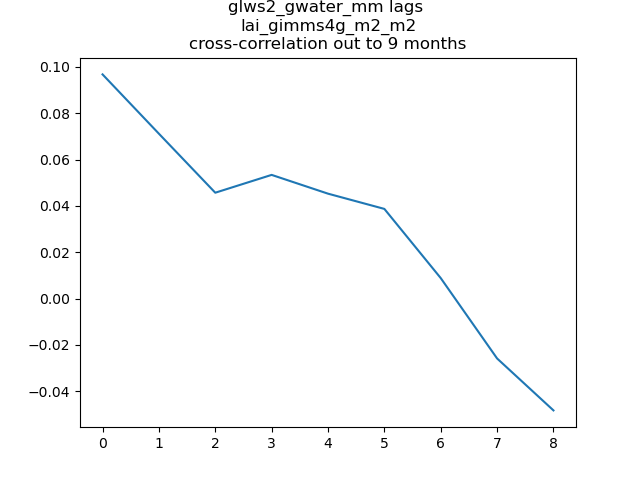 glws2_gwater_mm lags
lai_gimms4g_m2_m2
cross-correlation out to 9 months
0.10
0.08
0.06
0.04
0.02
0.00
−0.02
−0.04
0 1 2 3 4 5 6 7 8